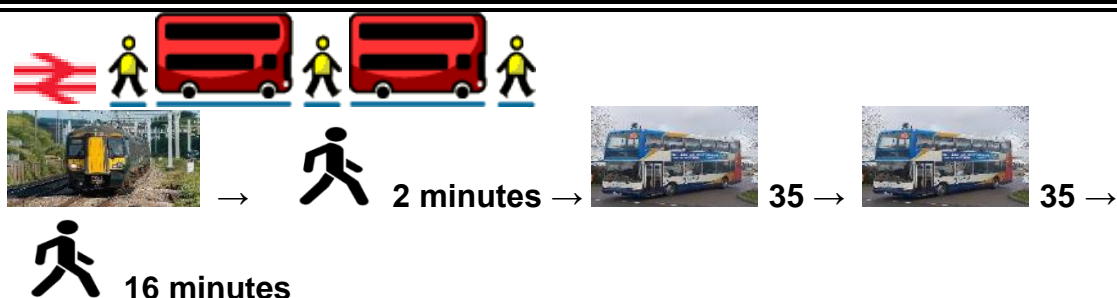 → 2 minutes → 35 → 35 →
16 minutes